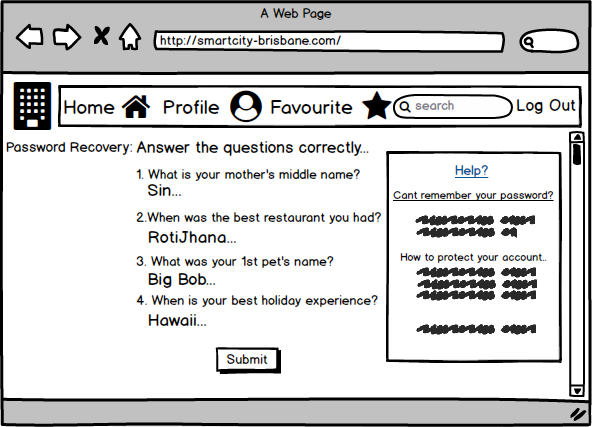 A Web Page
http://smartcity-brisbane.com/
Home Profile Favourite search Log Out
Password Recovery: Answer the questions correctly...
1. What is your mother's middle name?
Sin...
2.When was the best restaurant you had?
RotiJhana...
3. What was your 1st pet's name?
Big Bob...
4. When is your best holiday experience?
Hawaii...
Submit
Help?
Cant remember your password?
How to protect your account..